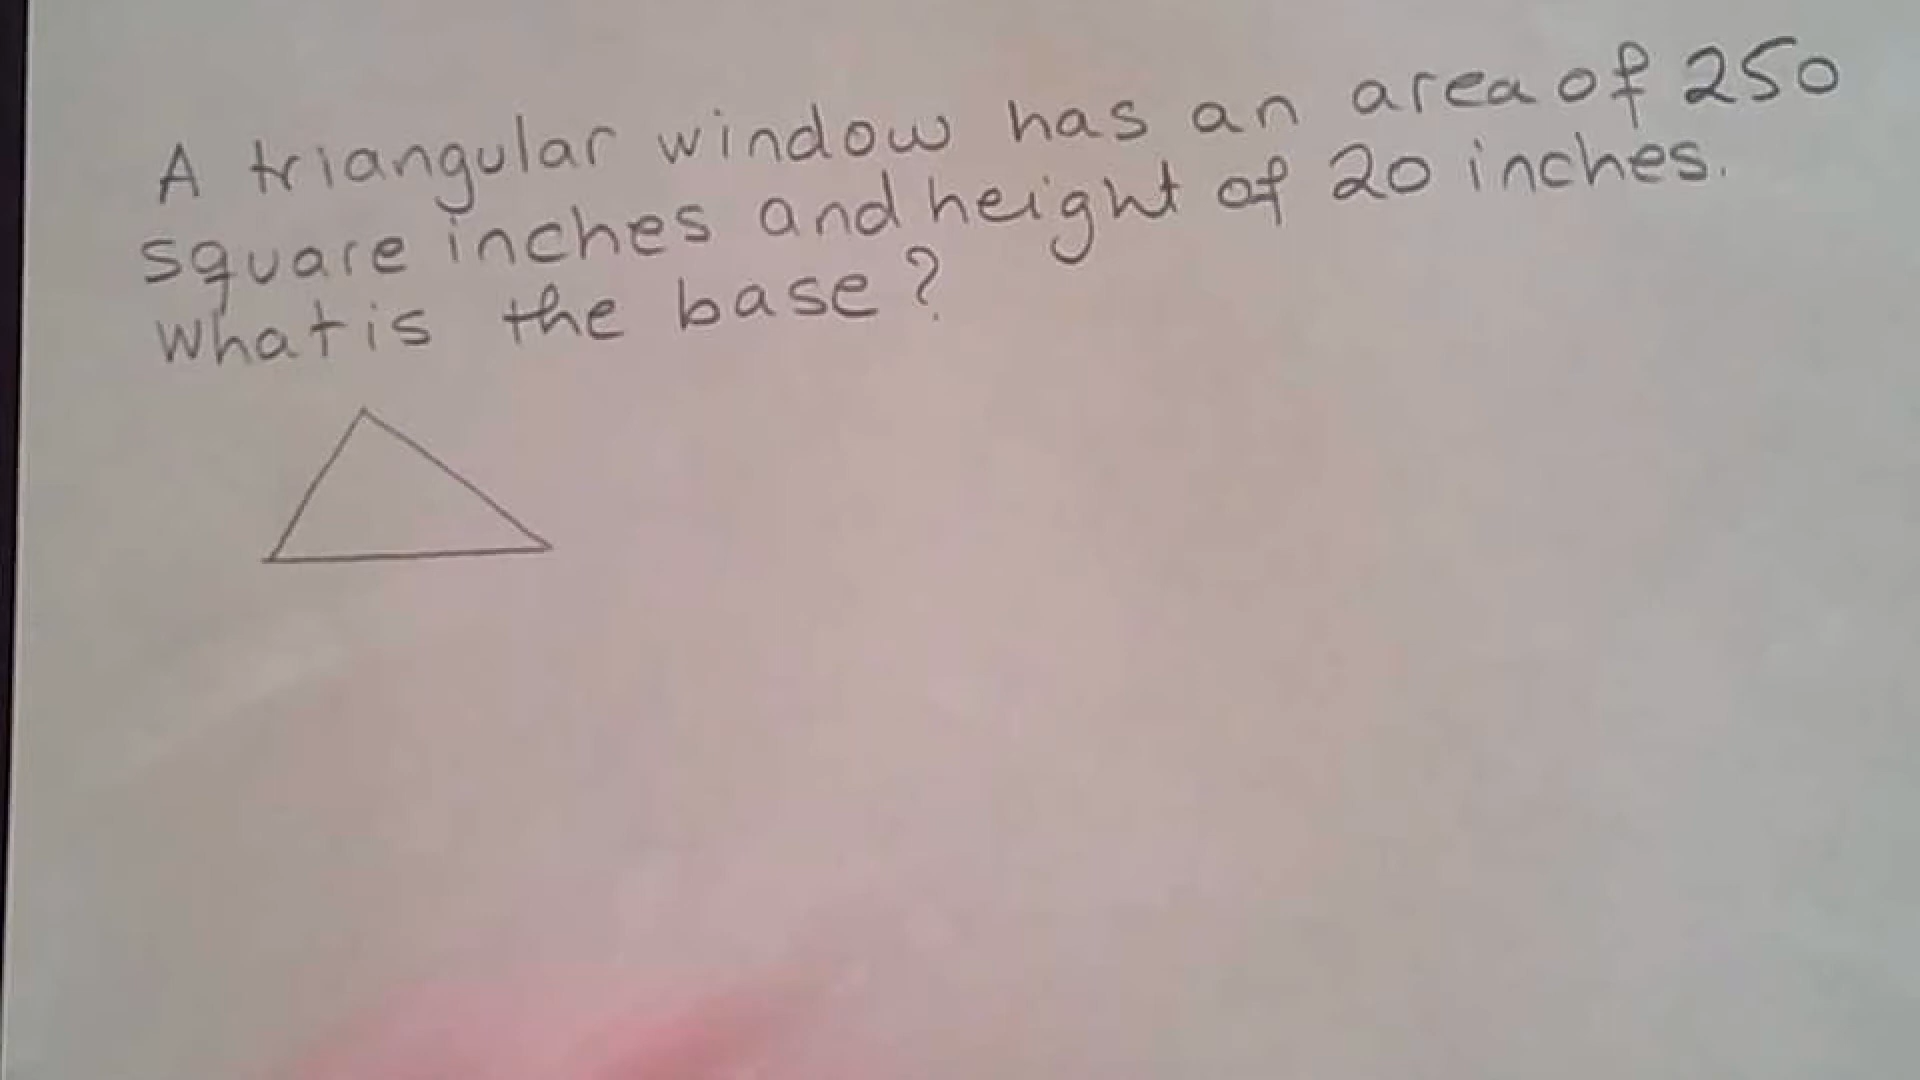 A triangular window has an area of 250
square inches and height of 20 inches.
What is the base?